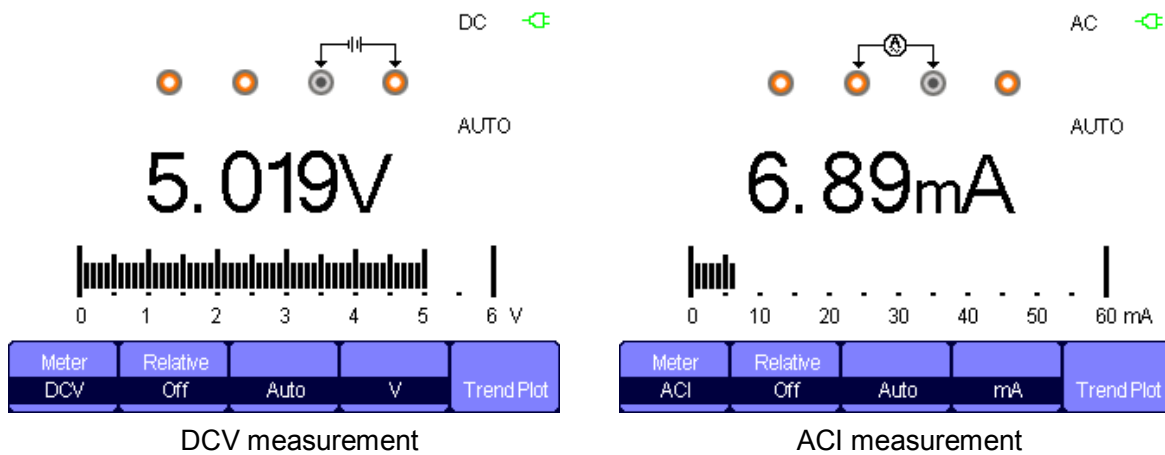 DC
AUTO
5.019V
0 1 2 3 4 5 6 V
Meter Relative
DCV Off Auto V Trend Plot
DCV measurement
AC
A
AUTO
6.89mA
0 10 20 30 40 50 60 mA
Meter Relative
ACI Off Auto mA Trend Plot
ACI measurement